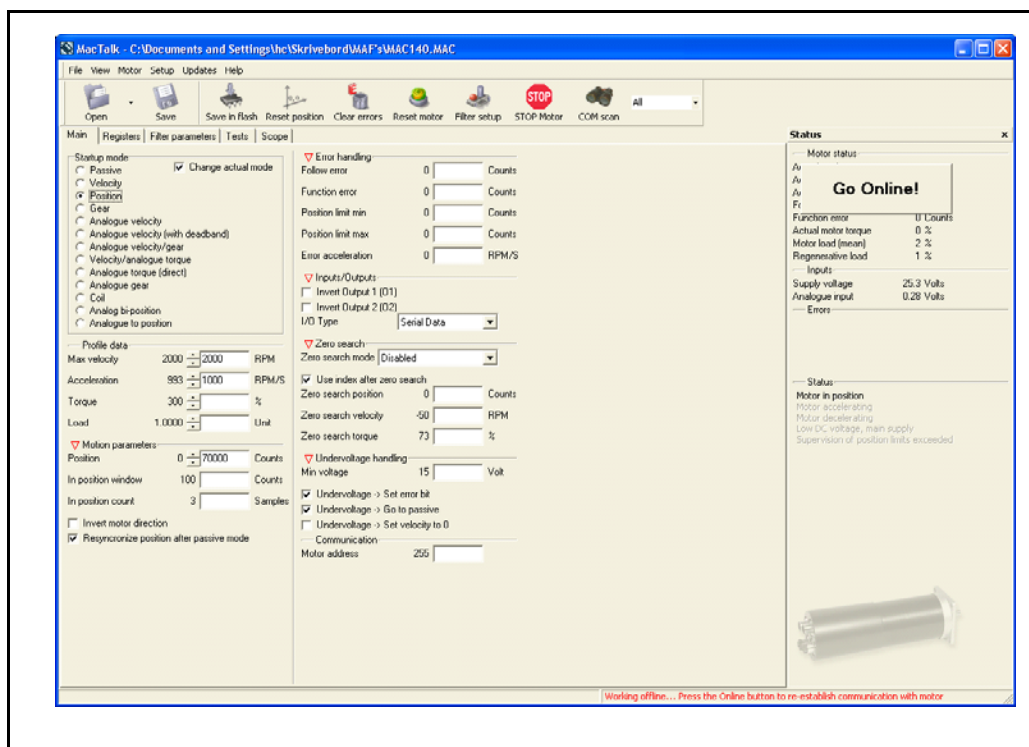 MacTalk - C:\Documents and Settings\hc\Skrivebord\MAF's\MAC140.MAC
File View Motor Setup Updates Help
Open Save Save in flash Reset position Clear errors Reset motor Filter setup STOP Motor COM scan All
STOP
Main Registers Filter parameters Tests Scope
Startup mode
Change actual mode
Passive
Velocity
Position
Gear
Analogue velocity
Analogue velocity (with deadband)
Analogue velocity/gear
Velocity/analogue torque
Analogue torque (direct)
Analogue gear
Coil
Analog bi-position
Analogue to position
Profile data
Max velocity 2000 2000 RPM
Acceleration 993 1000 RPM/S
Torque 300 %
Load 1.0000 Unit
Motion parameters
Position 0 70000 Counts
In position window 100 Counts
In position count 3 Samples
Invert motor direction
Resyncronize position after passive mode
Error handling
Follow error 0 Counts
Function error 0 Counts
Position limit min 0 Counts
Position limit max 0 Counts
Error acceleration 0 RPM/S
Inputs/Outputs
Invert Output 1 (O1)
Invert Output 2 (O2)
I/O Type Serial Data
Zero search
Zero search mode Disabled
Use index after zero search
Zero search position 0 Counts
Zero search velocity -50 RPM
Zero search torque 73 %
Undervoltage handling
Min voltage 15 Volt
Undervoltage -> Set error bit
Undervoltage -> Go to passive
Undervoltage -> Set velocity to 0
Communication
Motor address 255
Status x
Motor status
Go Online!
Function error 0 Counts
Actual motor torque 0 %
Motor load (mean) 2 %
Regenerative load 1 %
Inputs
Supply voltage 25.3 Volts
Analogue input 0.28 Volts
Errors
Status
Motor in position
Motor accelerating
Motor decelerating
Low DC voltage, main supply
Supervision of position limits exceeded
Working offline... Press the Online button to re-establish communication with motor